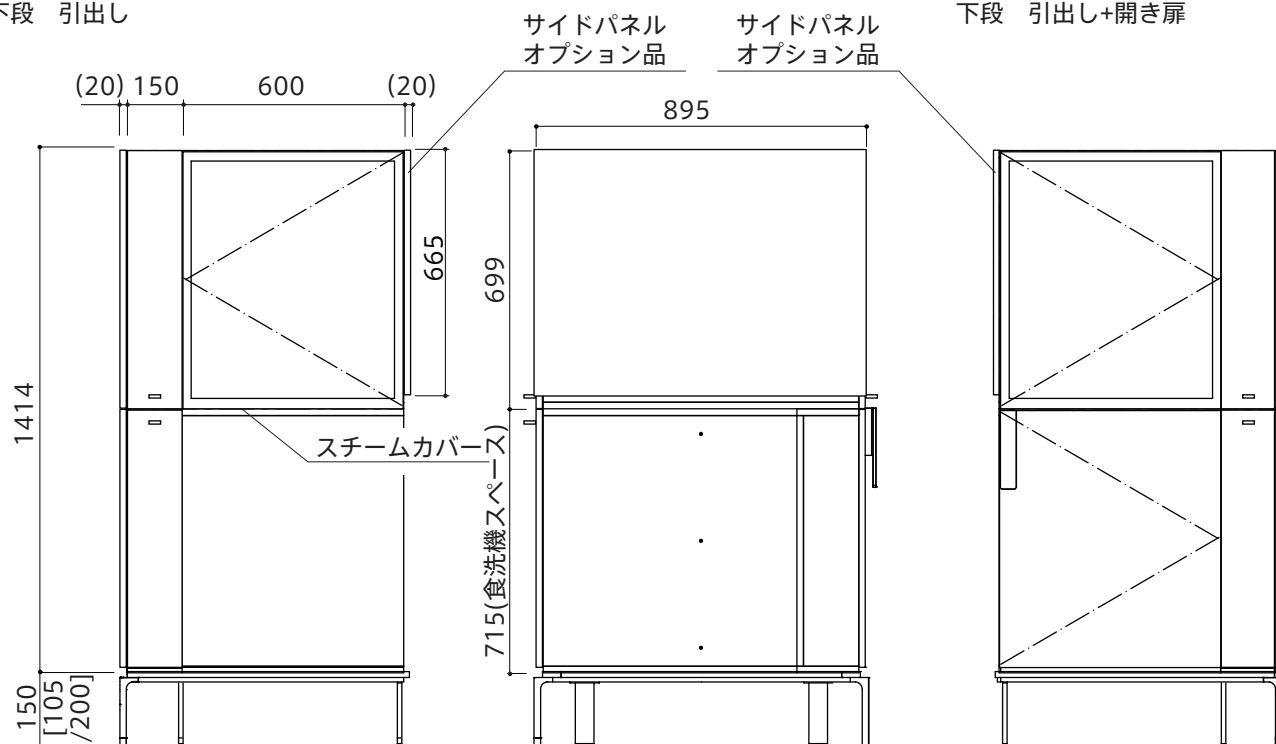 下段 引出し
下段 引出し+開き扉
サイドパネル
オプション品
サイドパネル
オプション品
(20)
150
600
(20)
895
665
699
1414
スチームカバー
715(食洗機スペース)
150
[105
/200]